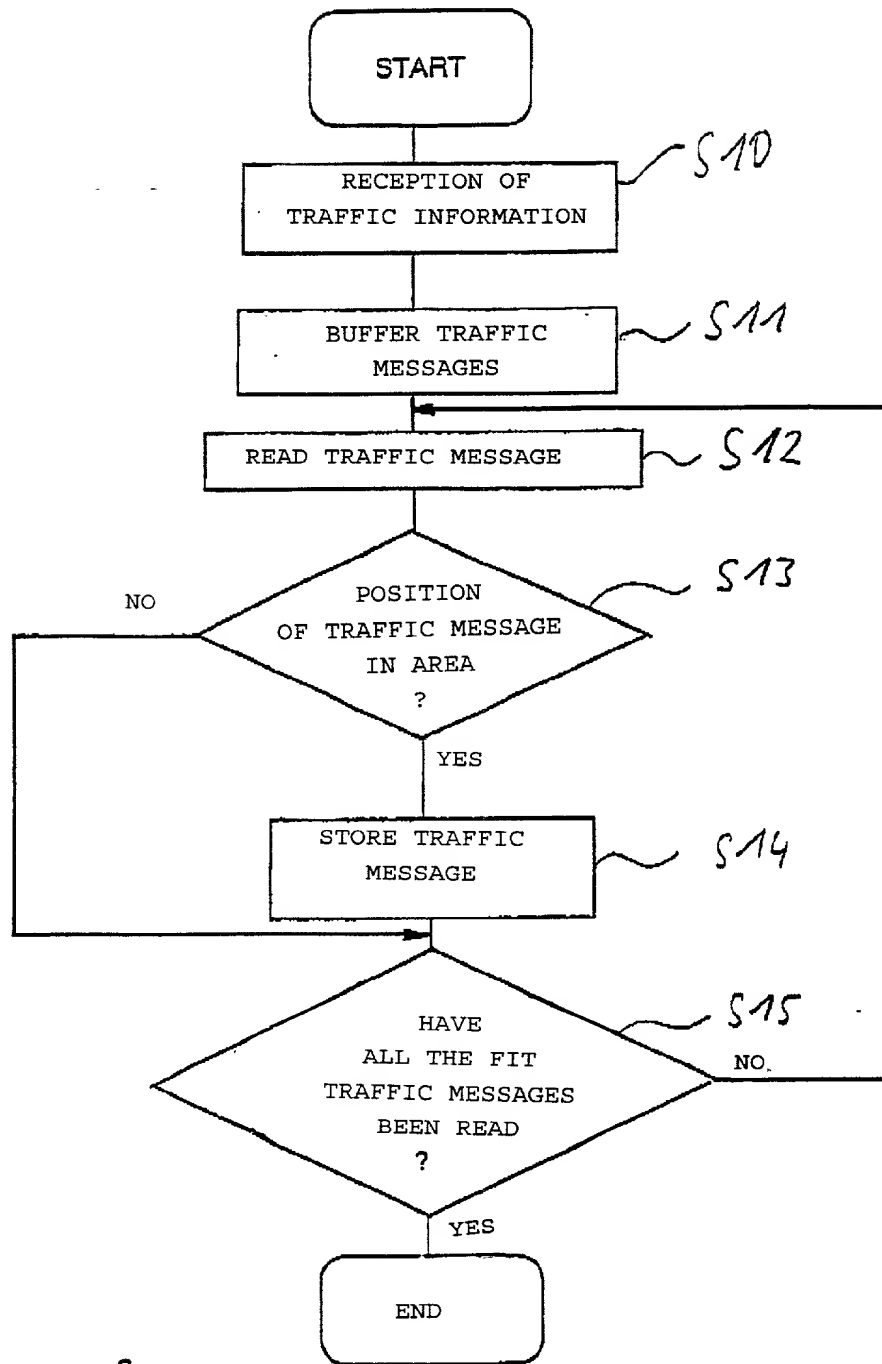 START
RECEPTION OF
TRAFFIC INFORMATION
S10
BUFFER TRAFFIC
MESSAGES
S11
READ TRAFFIC MESSAGE
S12
POSITION
OF TRAFFIC MESSAGE
IN AREA
?
S13
NO
YES
STORE TRAFFIC
MESSAGE
S14
HAVE
ALL THE FIT
TRAFFIC MESSAGES
BEEN READ
?
S15
NO
YES
END